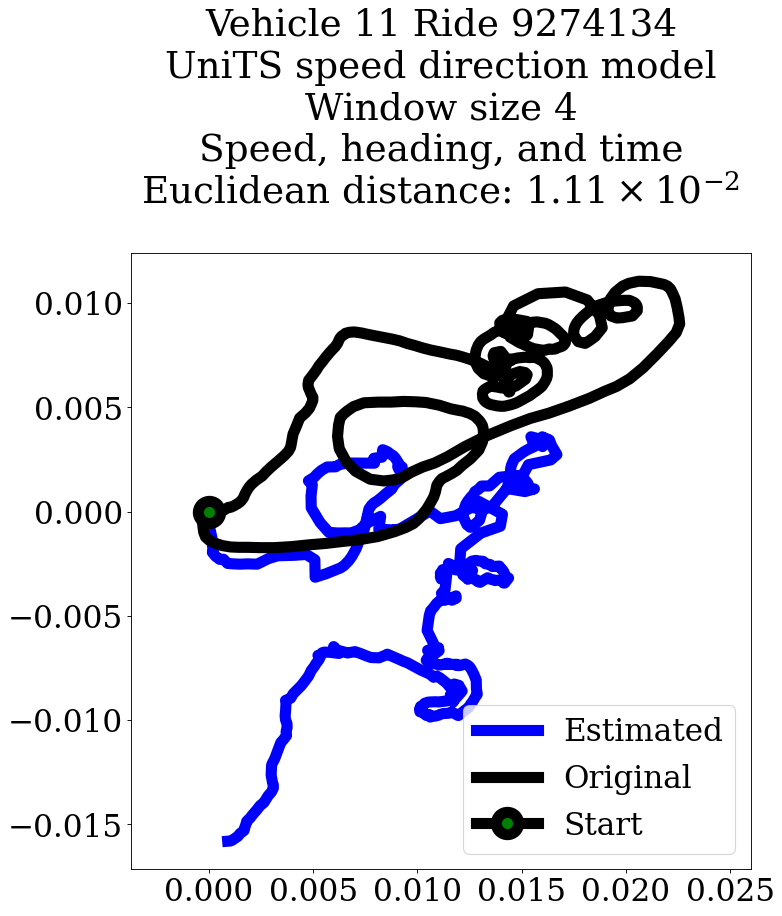 Vehicle 11 Ride 9274134
UniTS speed direction model
Window size 4
Speed, heading, and time
Euclidean distance: 1.11 × 10⁻²
0.010
0.005
0.000
−0.005
−0.010
−0.015
Estimated
Original
Start
0.000 0.005 0.010 0.015 0.020 0.025